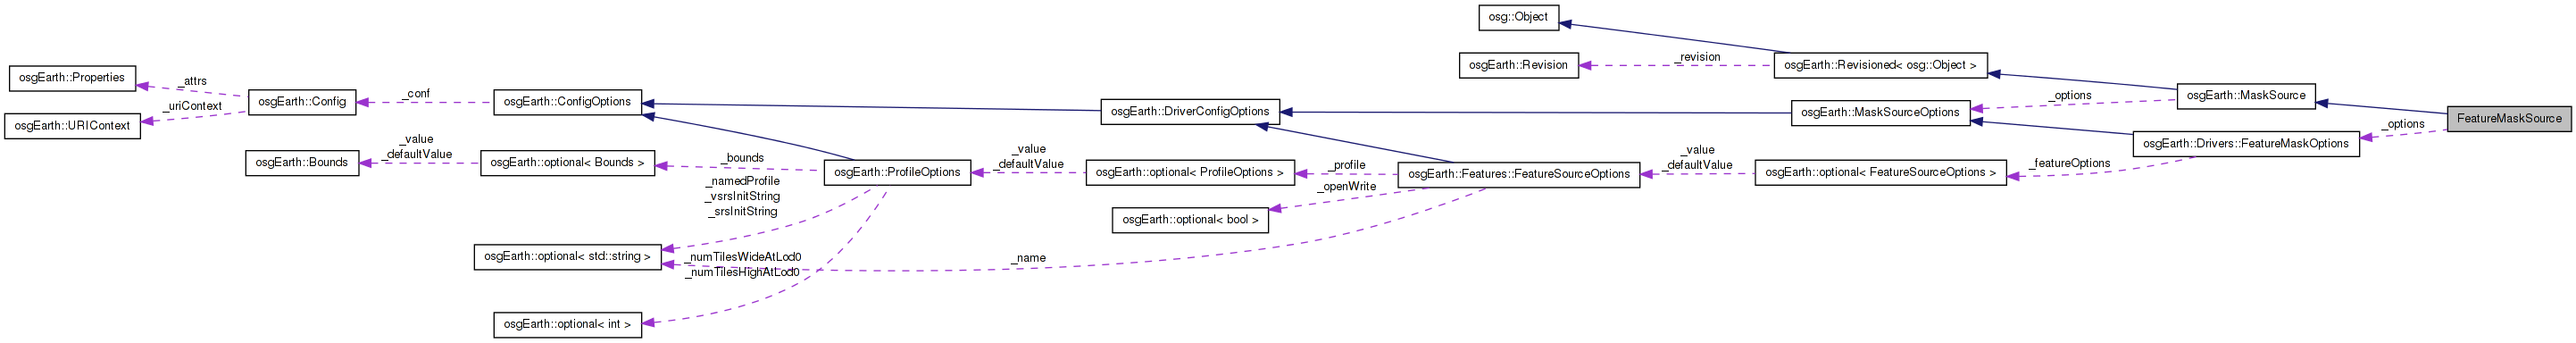 osg::Object
osgEarth::Revision
_revision
osgEarth::Revisioned< osg::Object >
osgEarth::Properties
_attrs
_uriContext
osgEarth::URIContext
osgEarth::Config
_conf
osgEarth::ConfigOptions
osgEarth::DriverConfigOptions
osgEarth::MaskSourceOptions
_options
osgEarth::MaskSource
FeatureMaskSource
_options
osgEarth::Drivers::FeatureMaskOptions
osgEarth::Bounds
_value
_defaultValue
osgEarth::optional< Bounds >
_bounds
osgEarth::ProfileOptions
_value
_defaultValue
osgEarth::optional< ProfileOptions >
_profile
_openWrite
osgEarth::Features::FeatureSourceOptions
_value
_defaultValue
osgEarth::optional< FeatureSourceOptions >
_featureOptions
_namedProfile
_vsrsInitString
_srsInitString
osgEarth::optional< bool >
osgEarth::optional< std::string >
_name
_numTilesWideAtLod0
_numTilesHighAtLod0
osgEarth::optional< int >